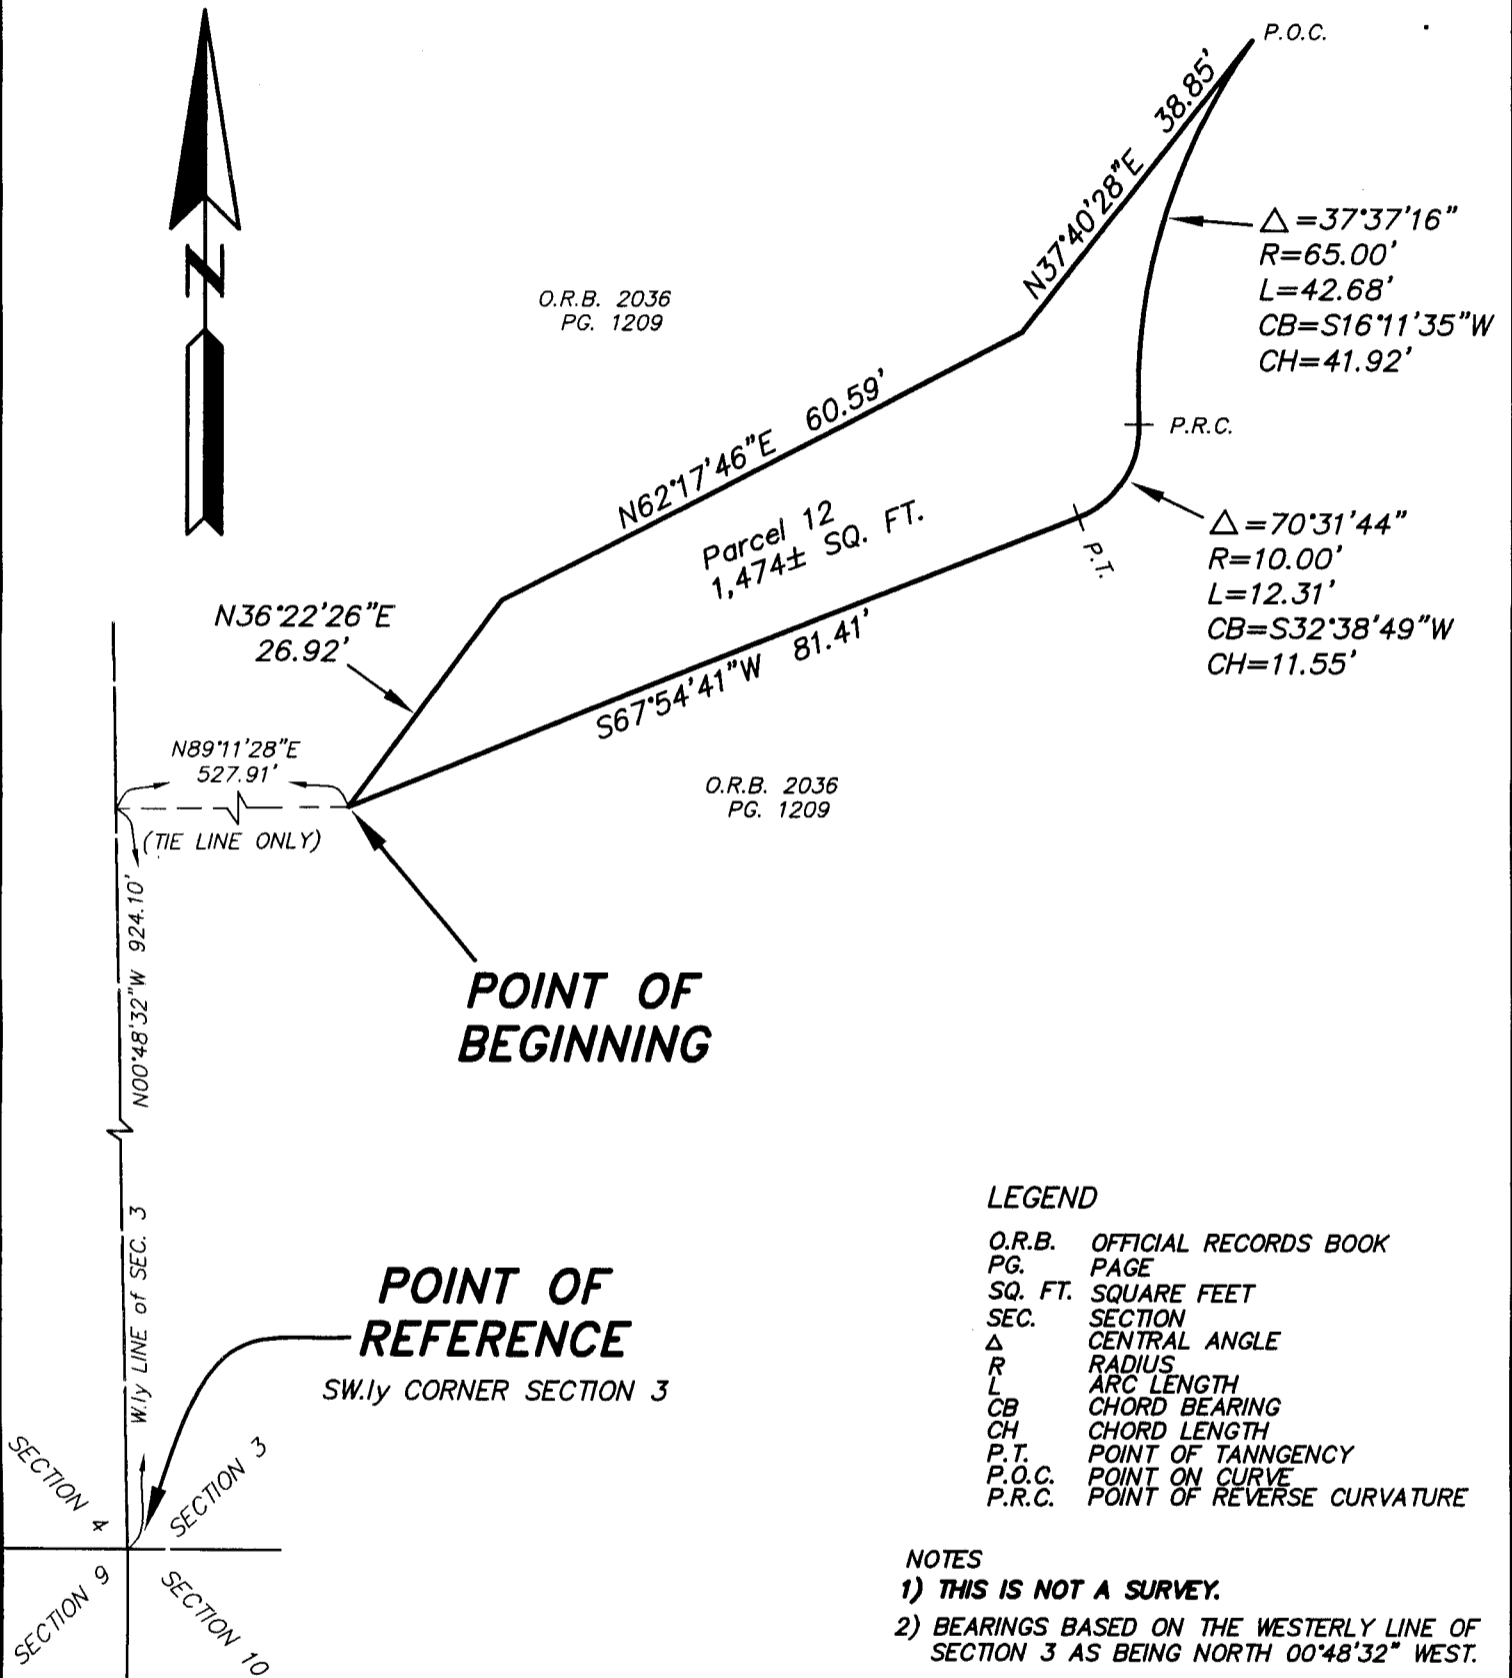 P.O.C.
N
N37°40'28"E 38.85'
△=37°37'16"
R=65.00'
L=42.68'
CB=S16°11'35"W
CH=41.92'
O.R.B. 2036
PG. 1209
P.R.C.
N62°17'46"E 60.59'
Parcel 12
1,474± SQ. FT.
P.T.
△=70°31'44"
R=10.00'
L=12.31'
CB=S32°38'49"W
CH=11.55'
N36°22'26"E
26.92'
S67°54'41"W 81.41'
N89°11'28"E
527.91'
(TIE LINE ONLY)
O.R.B. 2036
PG. 1209
N00°48'32"W 924.10'
POINT OF
BEGINNING
W.ly LINE of SEC. 3
POINT OF
REFERENCE
SW.ly CORNER SECTION 3
SECTION 4
SECTION 3
SECTION 9
SECTION 10
LEGEND
O.R.B. OFFICIAL RECORDS BOOK
PG. PAGE
SQ. FT. SQUARE FEET
SEC. SECTION
△ CENTRAL ANGLE
R RADIUS
L ARC LENGTH
CB CHORD BEARING
CH CHORD LENGTH
P.T. POINT OF TANNGENCY
P.O.C. POINT ON CURVE
P.R.C. POINT OF REVERSE CURVATURE
NOTES
1) THIS IS NOT A SURVEY.
2) BEARINGS BASED ON THE WESTERLY LINE OF
SECTION 3 AS BEING NORTH 00°48'32" WEST.